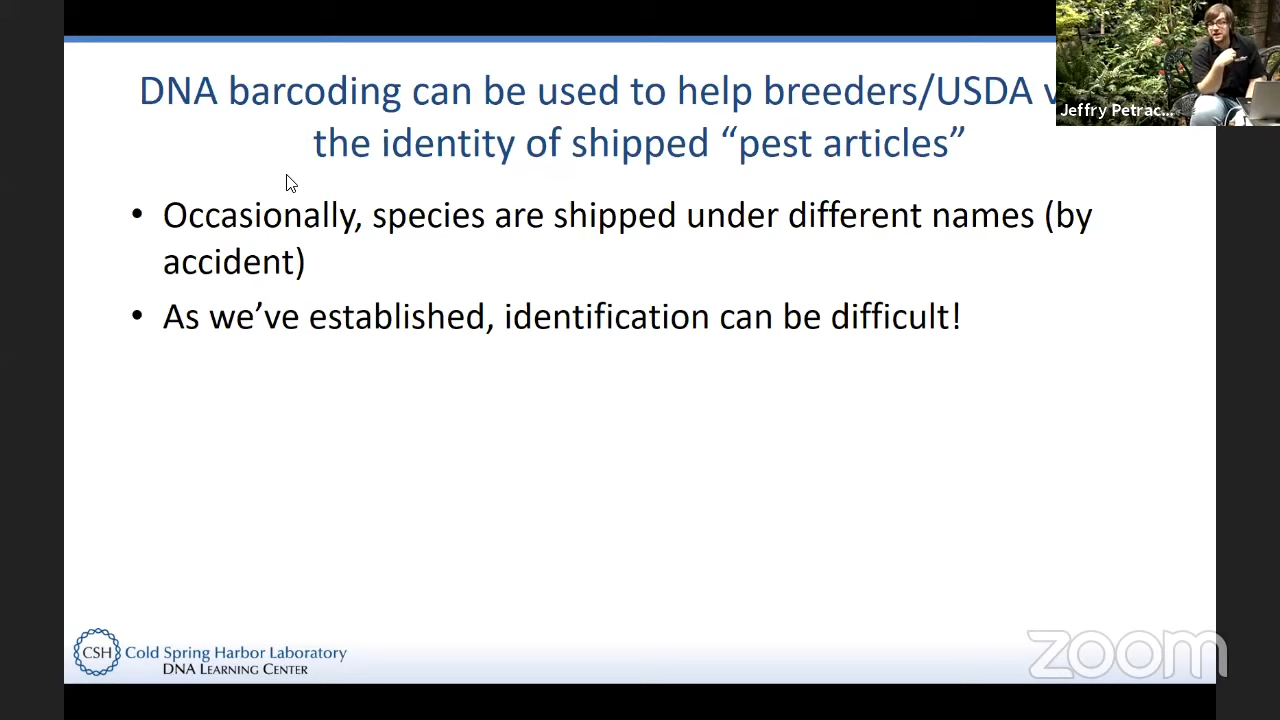 DNA barcoding can be used to help breeders/USDA
the identity of shipped “pest articles”
Jeffry Petrac...
• Occasionally, species are shipped under different names (by
accident)
• As we’ve established, identification can be difficult!
CSH Cold Spring Harbor Laboratory
DNA LEARNING CENTER
zoom